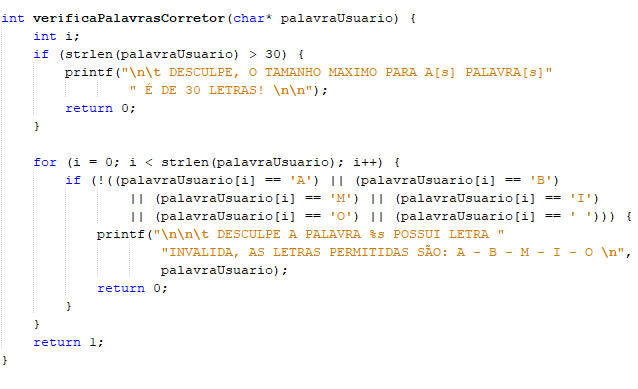 int verificaPalavrasCorretor(char* palavraUsuario) {
    int i;
    if (strlen(palavraUsuario) > 30) {
        printf("\n\t DESCULPE, O TAMANHO MAXIMO PARA A[s] PALAVRA[s]"
                " É DE 30 LETRAS! \n\n");
        return 0;
    }

    for (i = 0; i < strlen(palavraUsuario); i++) {
        if (!((palavraUsuario[i] == 'A') || (palavraUsuario[i] == 'B')
                || (palavraUsuario[i] == 'M') || (palavraUsuario[i] == 'I')
                || (palavraUsuario[i] == 'O') || (palavraUsuario[i] == ' '))) {
            printf("\n\n\t DESCULPE A PALAVRA %s POSSUI LETRA "
                    "INVALIDA, AS LETRAS PERMITIDAS SÃO: A - B - M - I - O \n",
                    palavraUsuario);
            return 0;
        }
    }
    return 1;
}